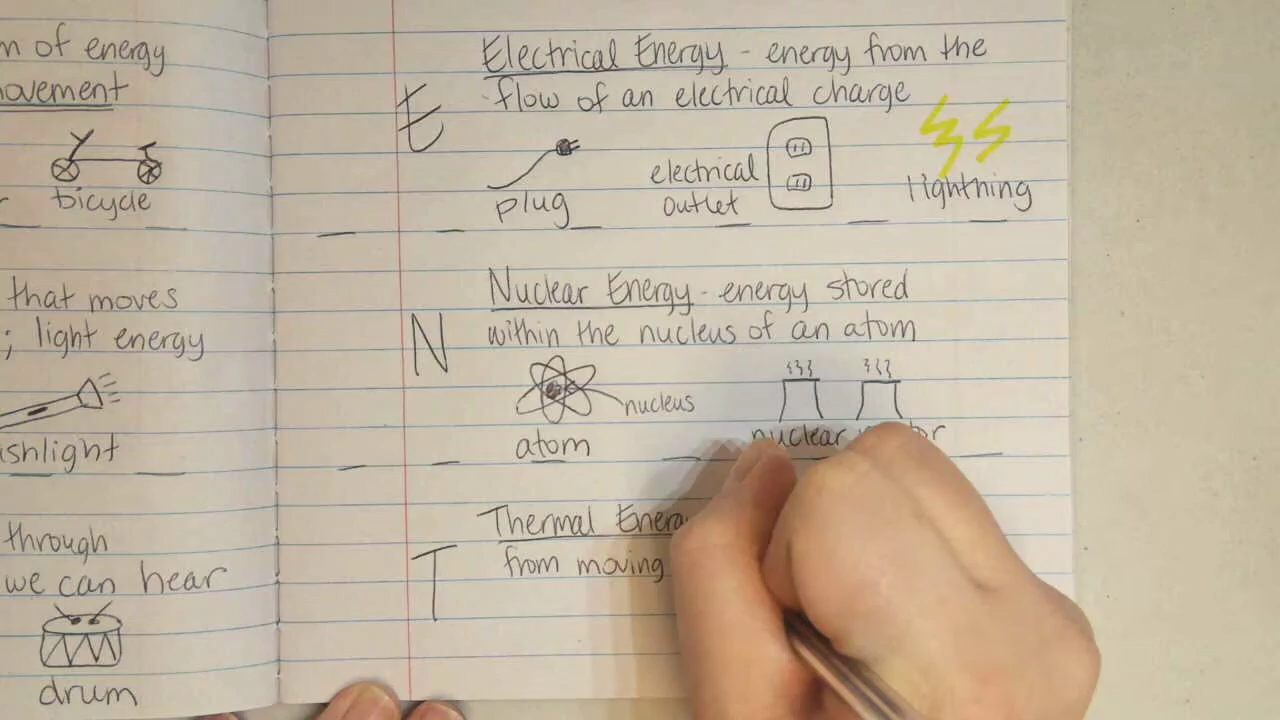 m of energy
movement
bicycle
that moves
; light energy
shlight
through
we can hear
drum
Electrical Energy - energy from the
flow of an electrical charge
E
plug
electrical
outlet
lightning
Nuclear Energy - energy stored
within the nucleus of an atom
N
nucleus
atom
nuclear
Thermal
from moving
T